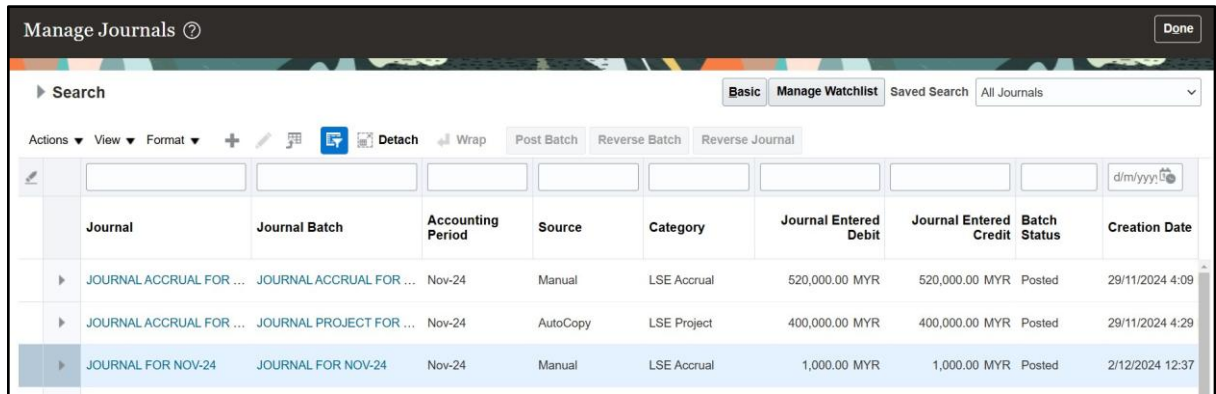 Manage Journals ?
Done
Search
Basic Manage Watchlist Saved Search All Journals
Actions View Format Detach Wrap Post Batch Reverse Batch Reverse Journal
d/m/yyy
Journal Journal Batch Accounting Period Source Category Journal Entered Debit Journal Entered Credit Batch Status Creation Date
JOURNAL ACCRUAL FOR ... JOURNAL ACCRUAL FOR ... Nov-24 Manual LSE Accrual 520,000.00 MYR 520,000.00 MYR Posted 29/11/2024 4:09
JOURNAL ACCRUAL FOR ... JOURNAL PROJECT FOR ... Nov-24 AutoCopy LSE Project 400,000.00 MYR 400,000.00 MYR Posted 29/11/2024 4:29
JOURNAL FOR NOV-24 JOURNAL FOR NOV-24 Nov-24 Manual LSE Accrual 1,000.00 MYR 1,000.00 MYR Posted 2/12/2024 12:37